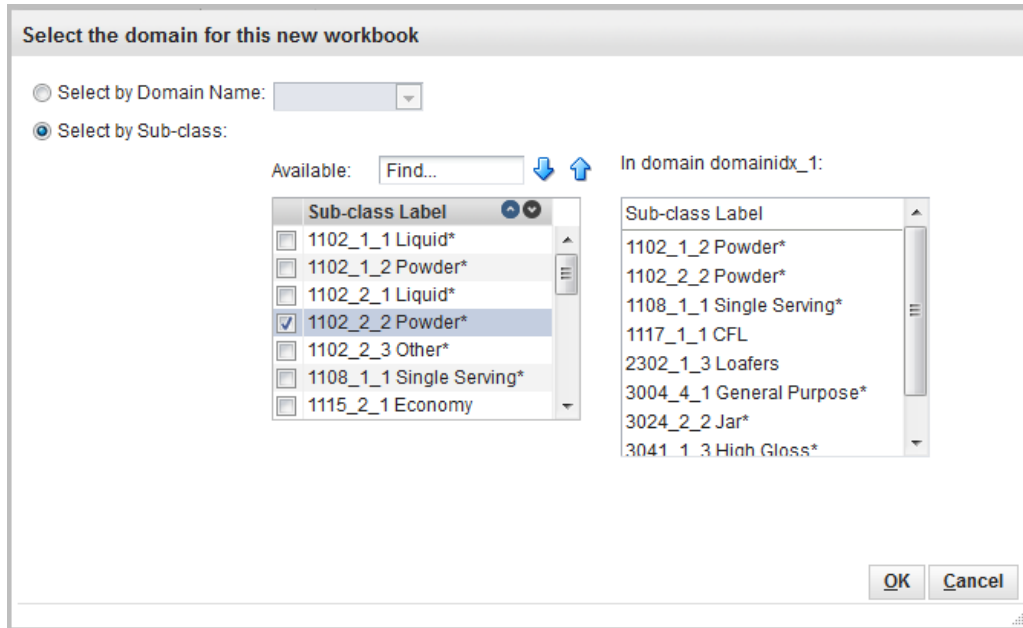 Select the domain for this new workbook
Select by Domain Name:
Select by Sub-class:
Available: Find...
In domain domainidx_1:
Sub-class Label
1102_1_1 Liquid*
1102_1_2 Powder*
1102_2_1 Liquid*
1102_2_2 Powder*
1102_2_3 Other*
1108_1_1 Single Serving*
1115_2_1 Economy
Sub-class Label
1102_1_2 Powder*
1102_2_2 Powder*
1108_1_1 Single Serving*
1117_1_1 CFL
2302_1_3 Loafers
3004_4_1 General Purpose*
3024_2_2 Jar*
3041_1_3 High Gloss*
OK Cancel